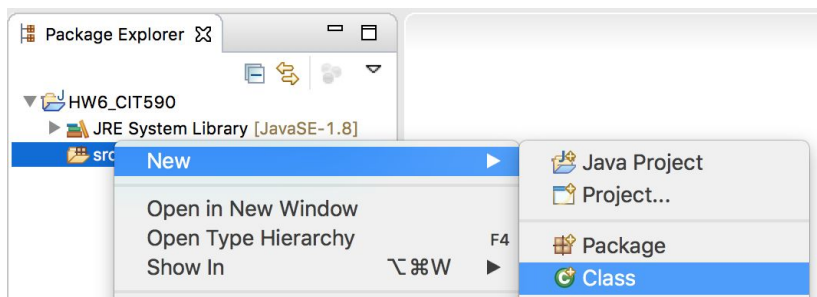 Package Explorer
HW6_CIT590
JRE System Library [JavaSE-1.8]
src
New
Open in New Window
Open Type Hierarchy F4
Show In ⌥⌘W
Java Project
Project...
Package
Class